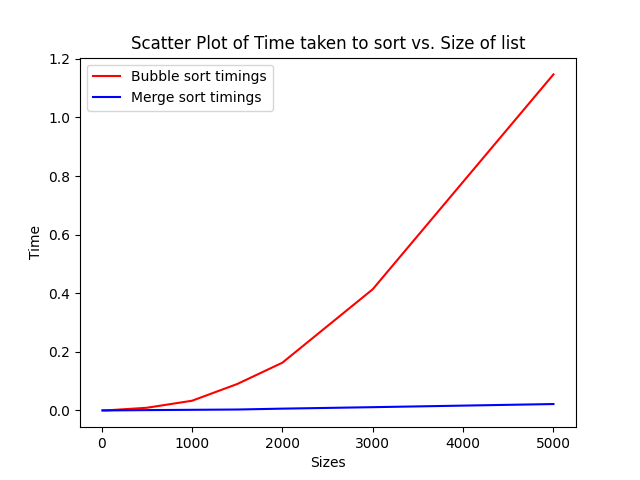 Scatter Plot of Time taken to sort vs. Size of list
Bubble sort timings
Merge sort timings
Time
1.2
1.0
0.8
0.6
0.4
0.2
0.0
0 1000 2000 3000 4000 5000
Sizes